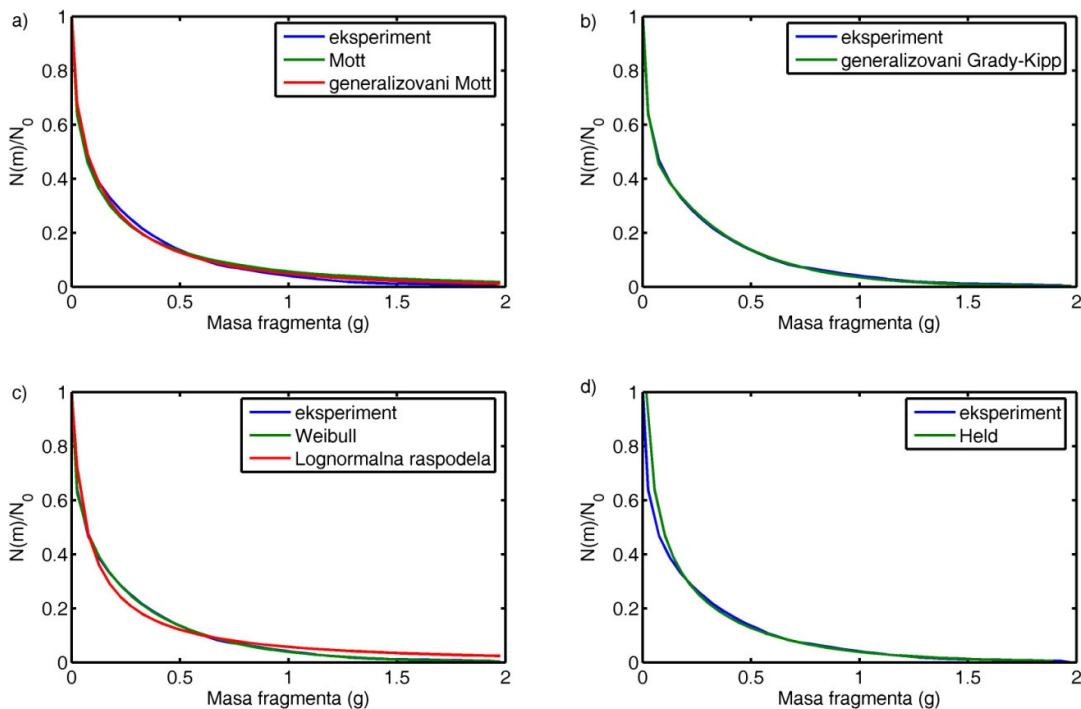 a)
1
0.8
0.6
0.4
0.2
0
N(m)/N0
eksperiment
Mott
generalizovani Mott
0 0.5 1 1.5 2
Masa fragmenta (g)
b)
1
0.8
0.6
0.4
0.2
0
N(m)/N0
eksperiment
generalizovani Grady-Kipp
0 0.5 1 1.5 2
Masa fragmenta (g)
c)
1
0.8
0.6
0.4
0.2
0
N(m)/N0
eksperiment
Weibull
Lognormalna raspodela
0 0.5 1 1.5 2
Masa fragmenta (g)
d)
1
0.8
0.6
0.4
0.2
0
N(m)/N0
eksperiment
Held
0 0.5 1 1.5 2
Masa fragmenta (g)